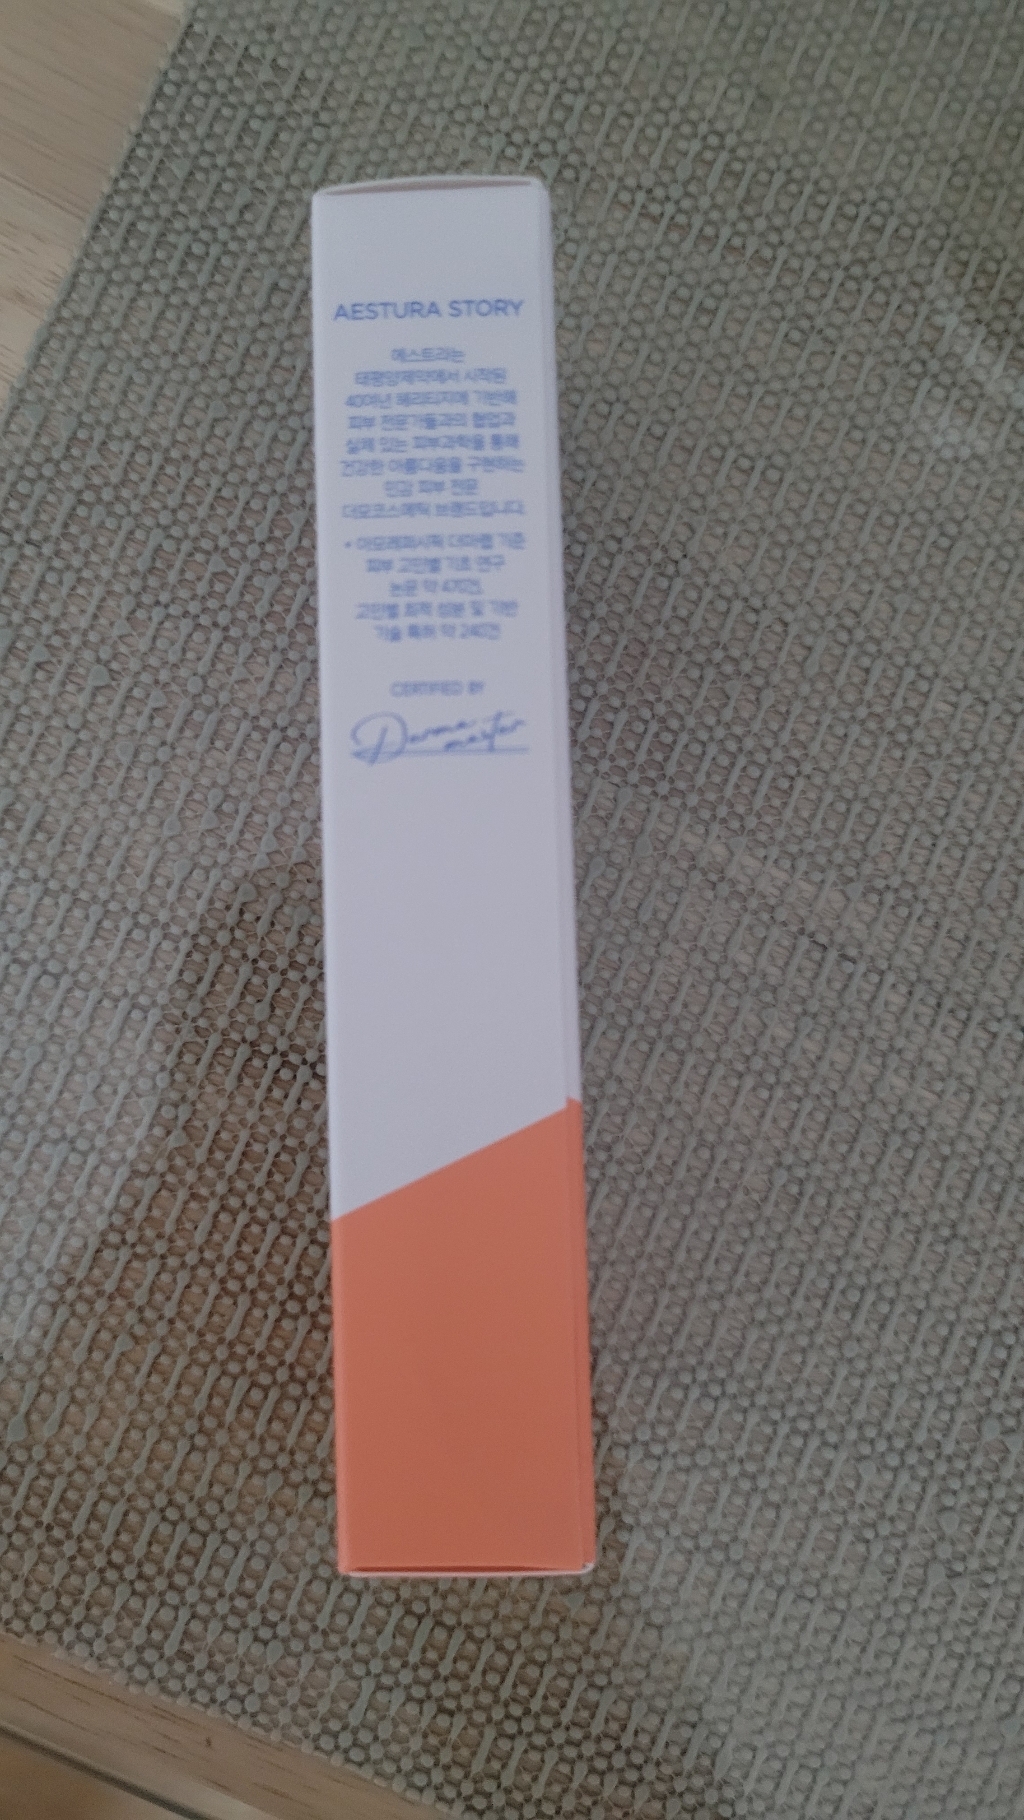 AESTURA STORY
에스트라는
태평양제약에서 시작된
40여년 헤리티지에 기반해
피부 전문가들과의 협업과
실체 있는 피부과학을 통해
건강한 아름다움을 구현하는
민감 피부 전문
더모코스메틱 브랜드입니다.
* 아모레퍼시픽 더마랩 기준
피부 고민별 기초 연구
논문 약 470건,
고민별 최적 성분 및 기반
기술 특허 약 240건
CERTIFIED BY
Derma
master